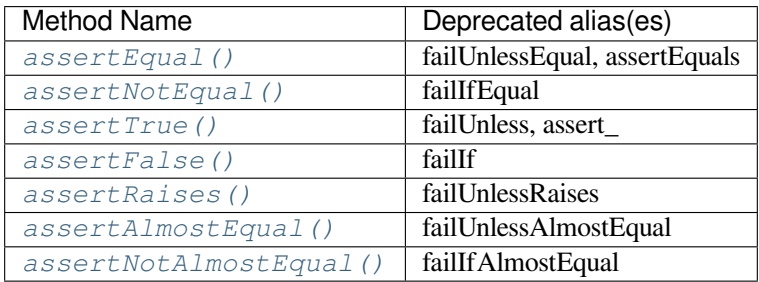 Method Name Deprecated alias(es)
assertEqual() failUnlessEqual, assertEquals
assertNotEqual() failIfEqual
assertTrue() failUnless, assert_
assertFalse() failIf
assertRaises() failUnlessRaises
assertAlmostEqual() failUnlessAlmostEqual
assertNotAlmostEqual() failIfAlmostEqual